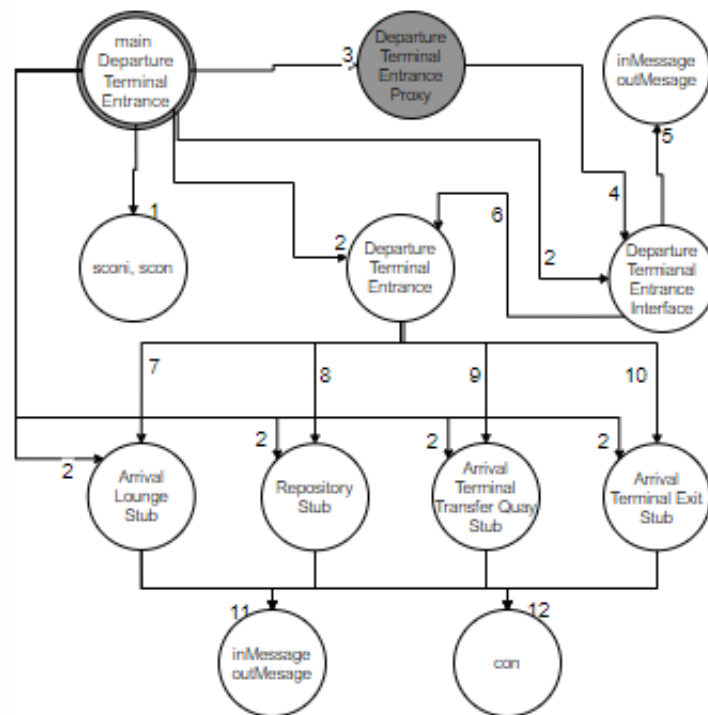 main
Departure
Terminal
Entrance
3
Departure
Terminal
Entrance
Proxy
inMessage
outMesage
5
4
1
sconi, scon
2
Departure
Terminal
Entrance
6
2
Departure
Termianal
Entrance
Interface
7
8
9
10
2
Arrival
Lounge
Stub
2
Repository
Stub
2
Arrival
Terminal
Transfer Quay
Stub
2
Arrival
Terminal Exit
Stub
11
inMessage
outMessage
12
con